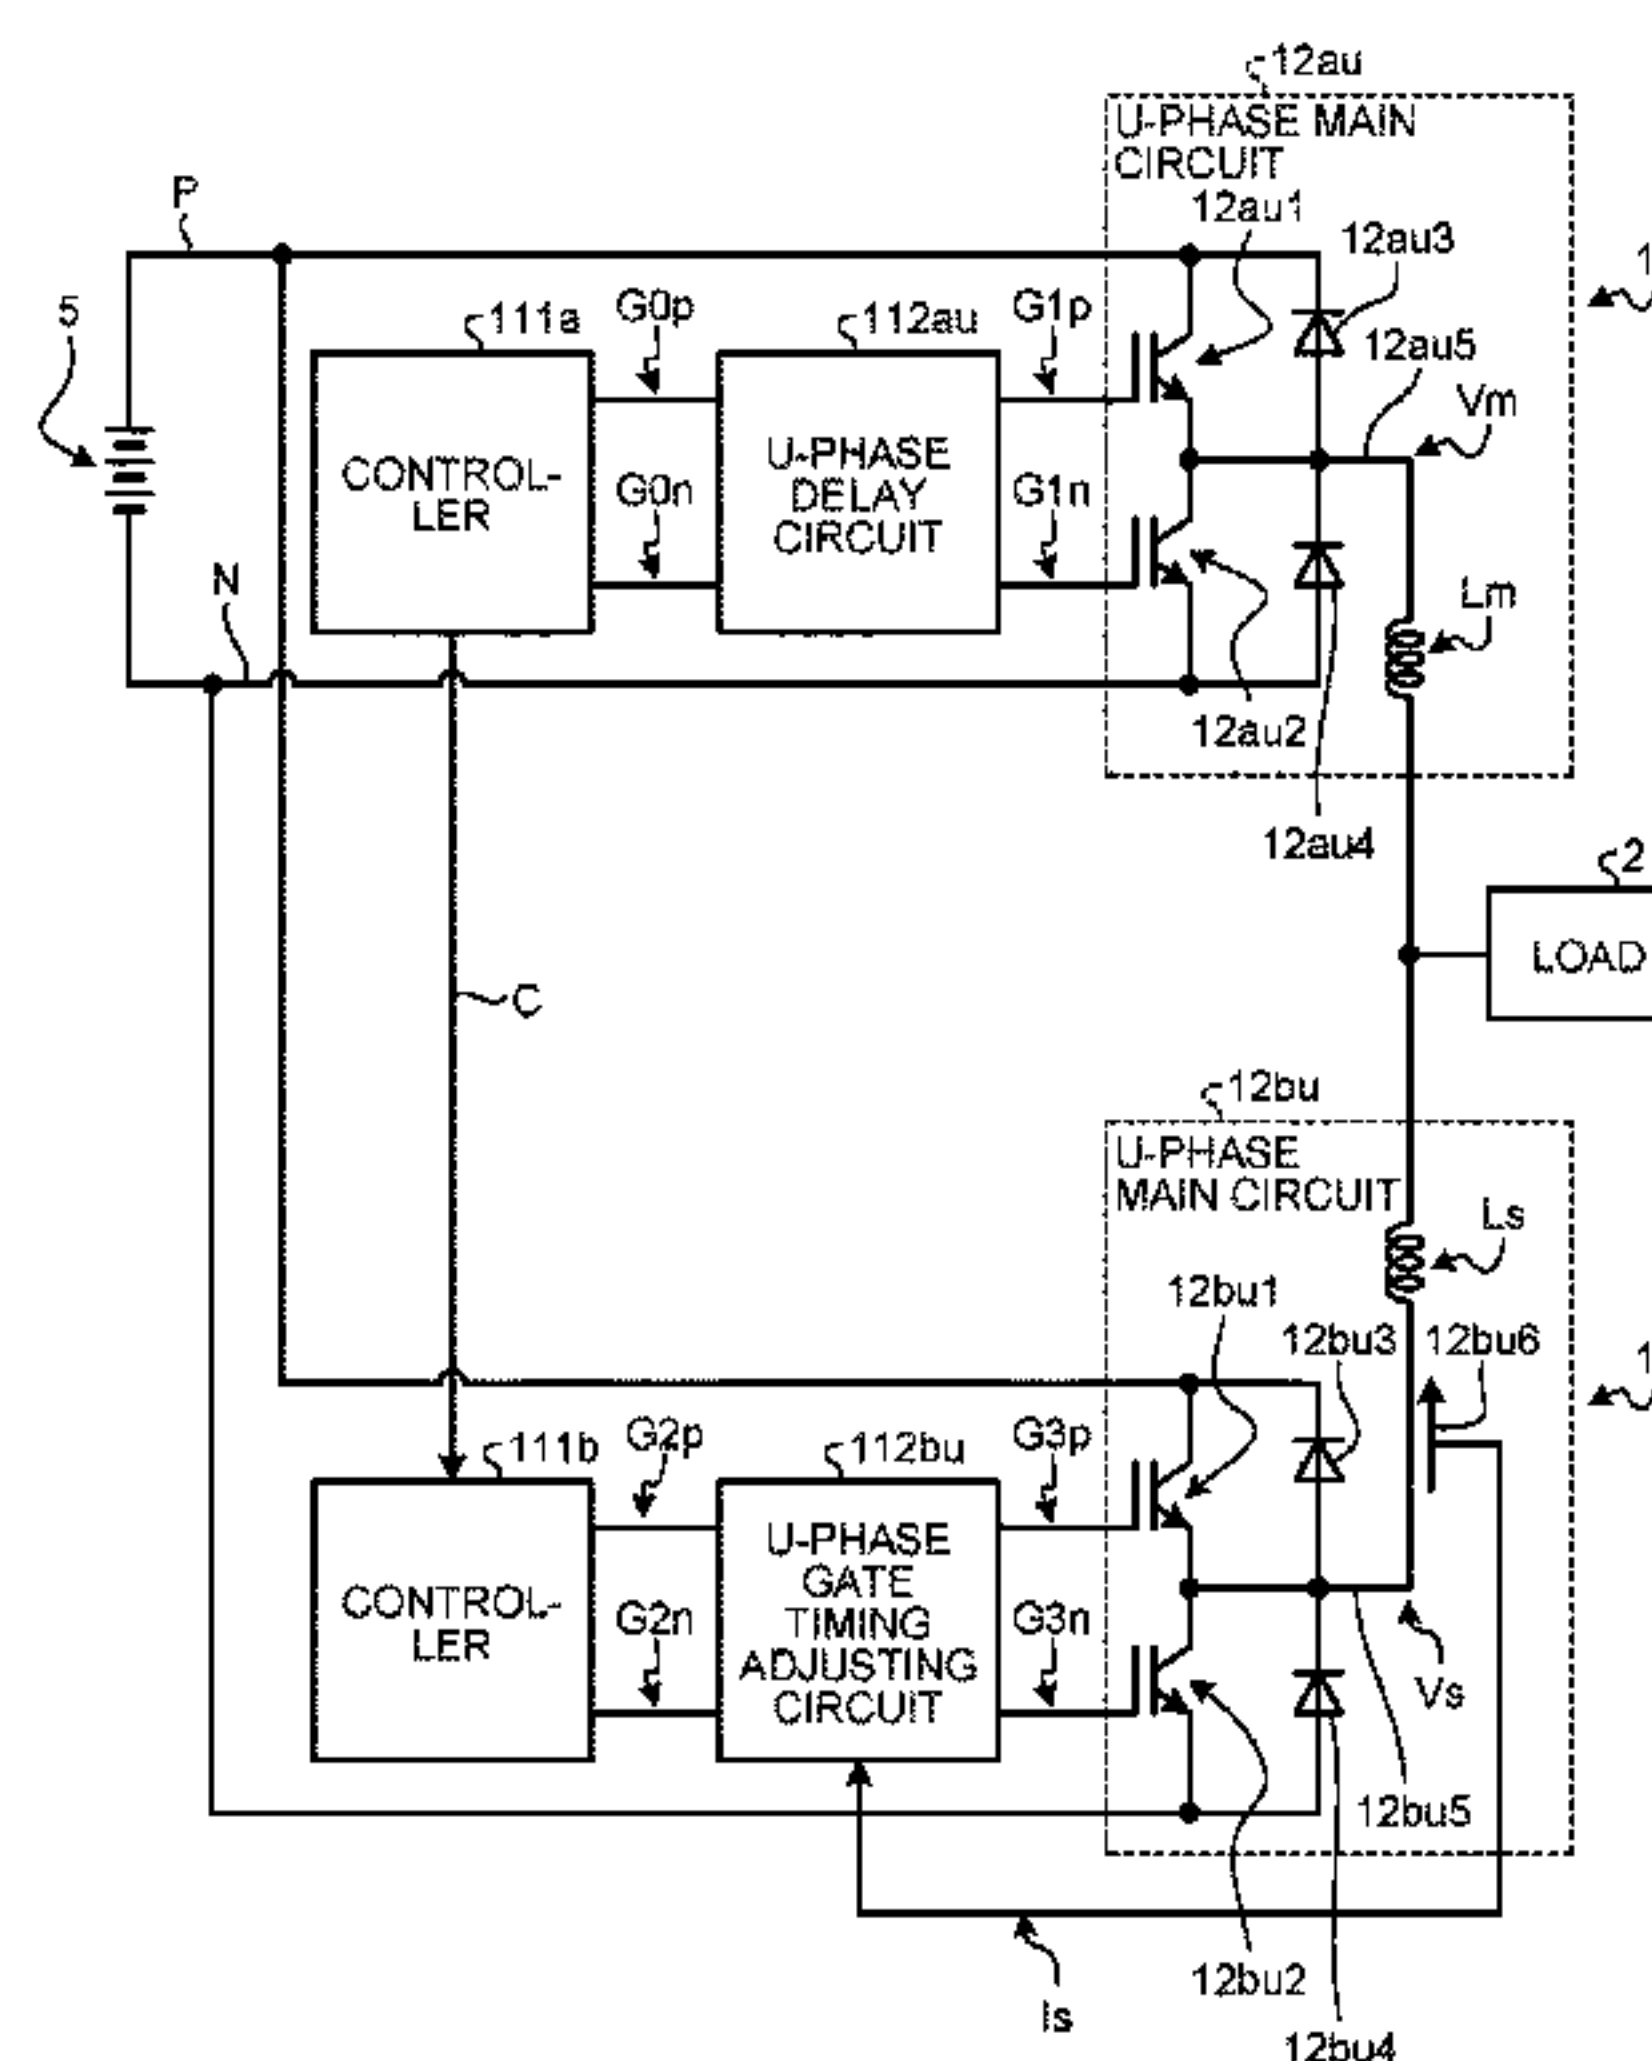 12au
U-PHASE MAIN
CIRCUIT
P
12au1
12au3
1
5
111a
G0p
112au
G1p
12au5
Vm
CONTROL-
LER
U-PHASE
DELAY
CIRCUIT
G0n
G1n
N
Lm
12au2
12au4
2
LOAD
C
12bu
U-PHASE
MAIN CIRCUIT
Ls
12bu1
12bu3
12bu6
1
111b
G2p
112bu
G3p
CONTROL-
LER
U-PHASE
GATE
TIMING
ADJUSTING
CIRCUIT
G2n
G3n
Vs
12bu5
12bu2
Is
12bu4